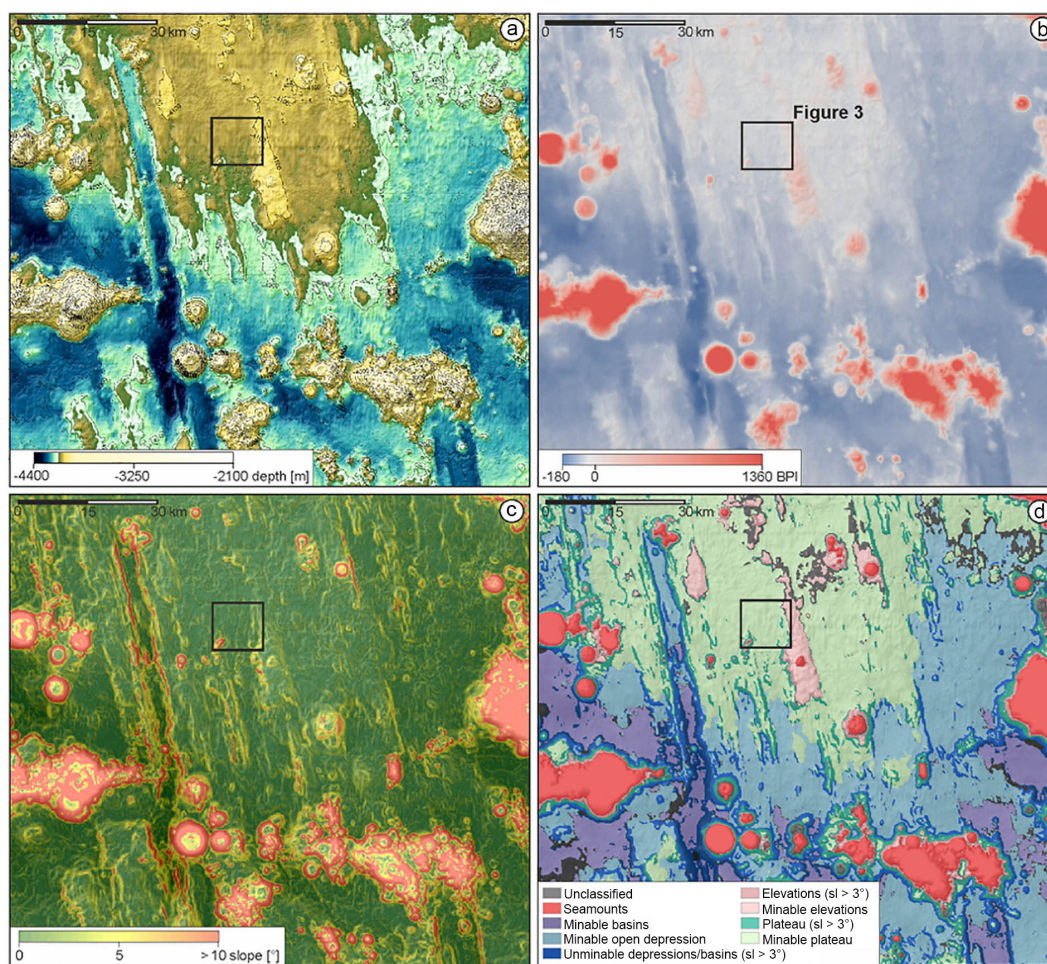 0 15 30 km
a
-4400 -3250 -2100 depth [m]
0 15 30 km
b
Figure 3
-180 0 1360 BPI
0 15 30 km
c
0 5 >10 slope [°]
0 15 30 km
d
Unclassified
Seamounts
Minable basins
Minable open depression
Unminable depressions/basins (sl > 3°)
Elevations (sl > 3°)
Minable elevations
Plateau (sl > 3°)
Minable plateau